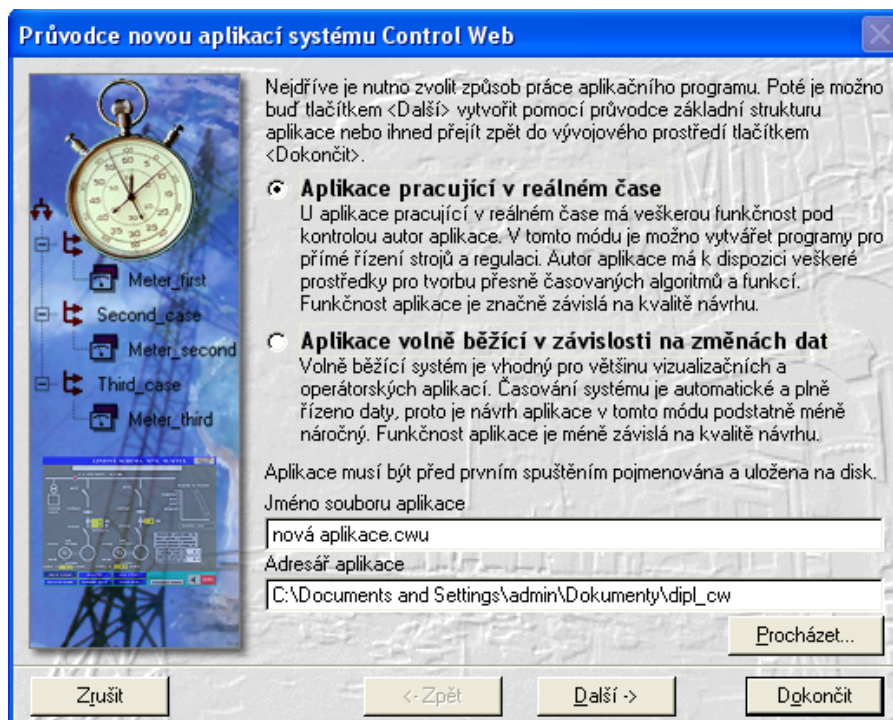 Průvodce novou aplikací systému Control Web
Nejdříve je nutno zvolit způsob práce aplikačního programu. Poté je možno
buď tlačítkem <Další> vytvořit pomocí průvodce základní strukturu
aplikace nebo ihned přejít zpět do vývojového prostředí tlačítkem
<Dokončit>.
Aplikace pracující v reálném čase
U aplikace pracující v reálném čase má veškerou funkčnost pod
kontrolou autor aplikace. V tomto módu je možno vytvářet programy pro
přímé řízení strojů a regulaci. Autor aplikace má k dispozici veškeré
prostředky pro tvorbu přesně časovaných algoritmů a funkcí.
Funkčnost aplikace je značně závislá na kvalitě návrhu.
Aplikace volně běžící v závislosti na změnách dat
Volně běžící systém je vhodný pro většinu vizualizačních a
operátorských aplikací. Časování systému je automatické a plně
řízeno daty, proto je návrh aplikace v tomto módu podstatně méně
náročný. Funkčnost aplikace je méně závislá na kvalitě návrhu.
Meter_first
Second_case
Meter_second
Third_case
Meter_third
Aplikace musí být před prvním spuštěním pojmenována a uložena na disk.
Jméno souboru aplikace
nová aplikace.cwu
Adresář aplikace
C:\Documents and Settings\admin\Dokumenty\dipl_cw
Procházet...
Zrušit
<- Zpět
Další ->
Dokončit